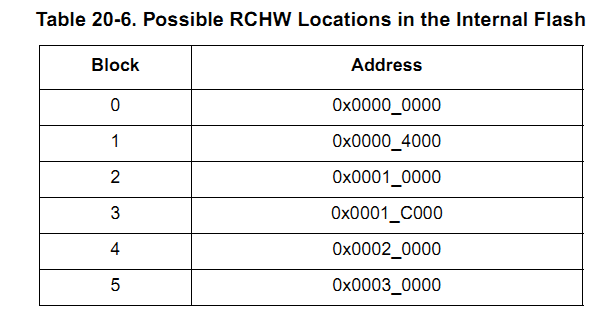 Table 20-6. Possible RCHW Locations in the Internal Flash
Block Address
0 0x0000_0000
1 0x0000_4000
2 0x0001_0000
3 0x0001_C000
4 0x0002_0000
5 0x0003_0000